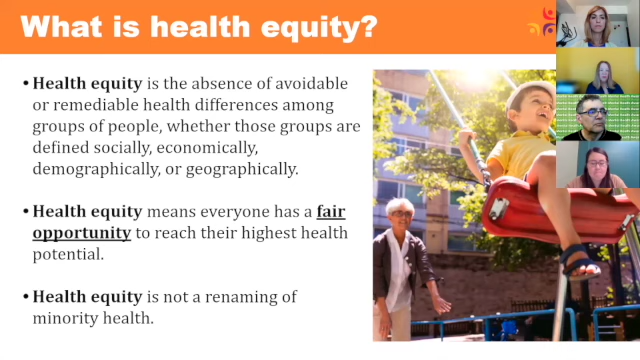 What is health equity?
• Health equity is the absence of avoidable
or remediable health differences among
groups of people, whether those groups are
defined socially, economically,
demographically, or geographically.
• Health equity means everyone has a fair
opportunity to reach their highest health
potential.
• Health equity is not a renaming of
minority health.